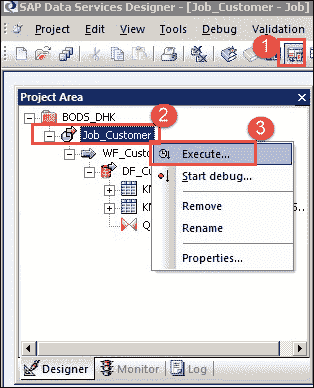 SAP Data Services Designer - [Job_Customer - Job]
Project Edit View Tools Debug Validation
1
Project Area
BODS_DHK
2
Job_Customer
3
WF_Custo
Execute...
DF_Cu
Start debug...
KN
Remove
KN
S..
Rename
Q
Properties...
Designer Monitor Log